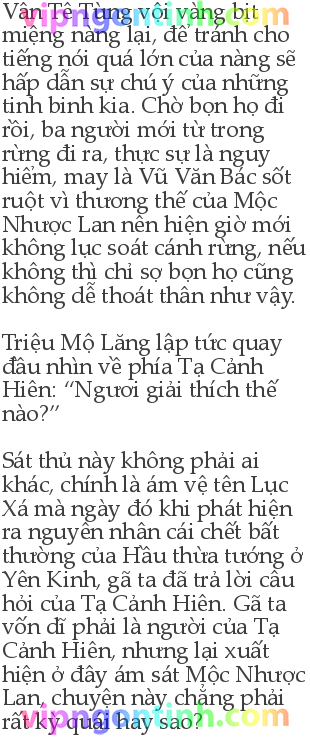 Vân Tê Tùng vội vàng bịt
miệng nàng lại, để tránh cho
tiếng nói quá lớn của nàng sẽ
hấp dẫn sự chú ý của những
tinh binh kia. Chờ bọn họ đi
rồi, ba người mới từ trong
rừng đi ra, thực sự là nguy
hiểm, may là Vũ Văn Bác sốt
ruột vì thương thế của Mộc
Nhược Lan nên hiện giờ mới
không lục soát cánh rừng, nếu
không thì chỉ sợ bọn họ cũng
không dễ thoát thân như vậy.
Triệu Mộ Lăng lập tức quay
đầu nhìn về phía Tạ Cảnh
Hiên: “Ngươi giải thích thế
nào?”
Sát thủ này không phải ai
khác, chính là ám vệ tên Lục
Xá mà ngày đó khi phát hiện
ra nguyên nhân cái chết bất
thường của Hầu thừa tướng ở
Yên Kinh, gã ta đã trả lời câu
hỏi của Tạ Cảnh Hiên. Gã ta
vốn dĩ phải là người của Tạ
Cảnh Hiên, nhưng lại xuất
hiện ở đây ám sát Mộc Nhược
Lan, chuyện này chẳng phải
rất kỳ quái hay sao?
vipngontinh.com
vipngontinh.com